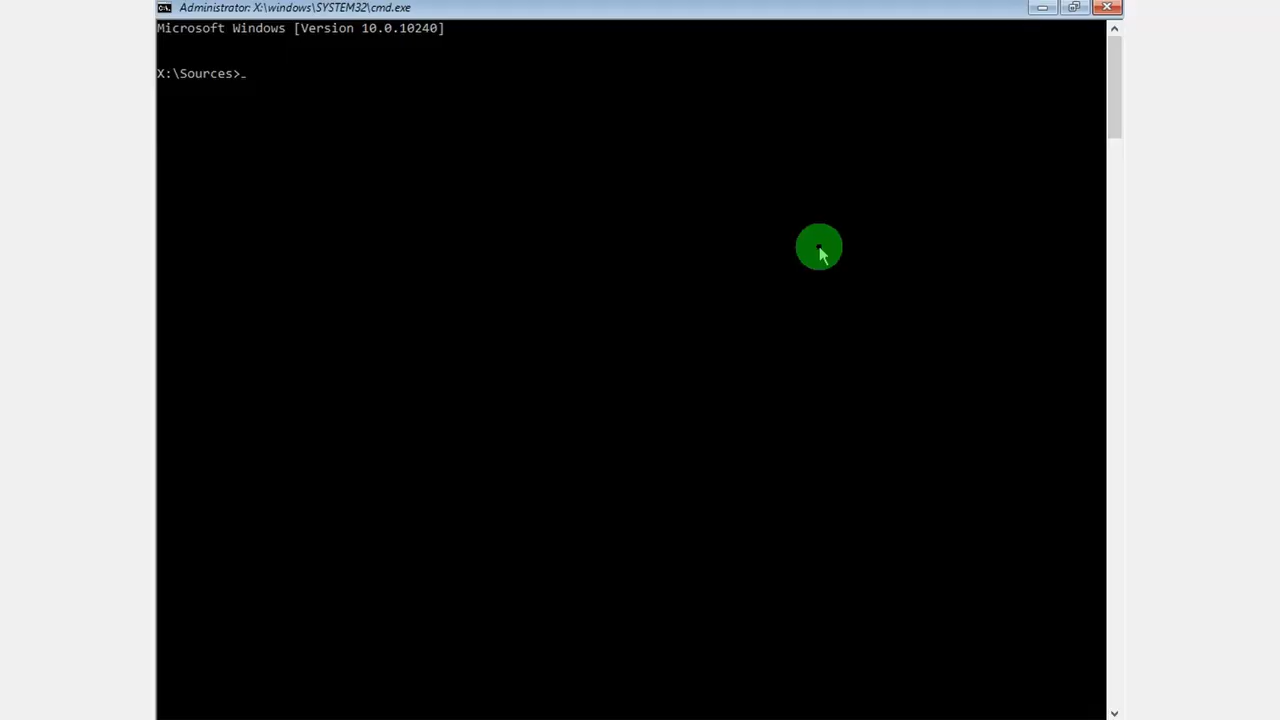 Administrator: X:\windows\SYSTEM32\cmd.exe
Microsoft Windows [Version 10.0.10240]
X:\Sources>_